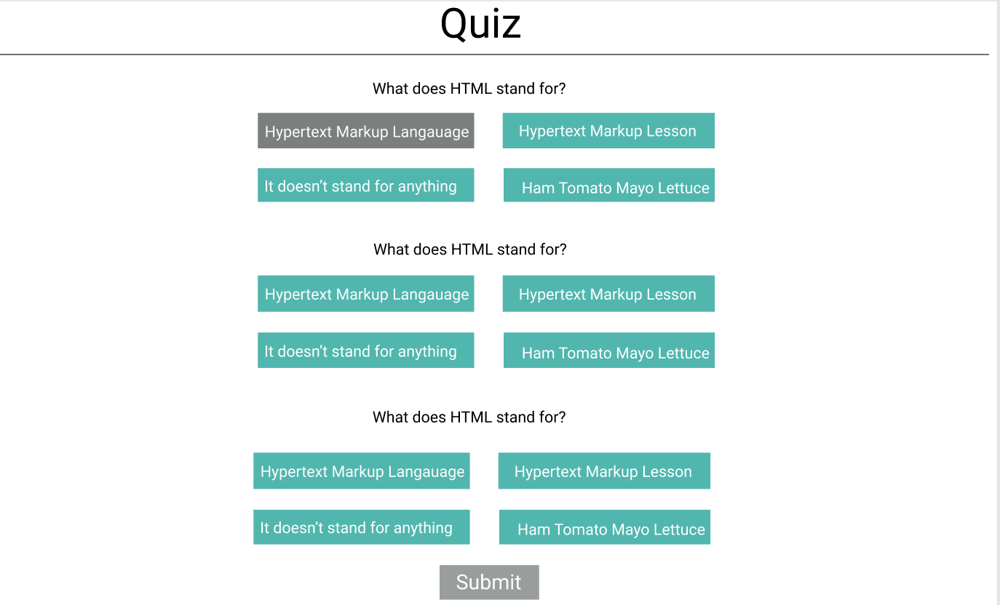 Quiz
What does HTML stand for?
Hypertext Markup Langauage
Hypertext Markup Lesson
It doesn’t stand for anything
Ham Tomato Mayo Lettuce
What does HTML stand for?
Hypertext Markup Langauage
Hypertext Markup Lesson
It doesn’t stand for anything
Ham Tomato Mayo Lettuce
What does HTML stand for?
Hypertext Markup Langauage
Hypertext Markup Lesson
It doesn’t stand for anything
Ham Tomato Mayo Lettuce
Submit